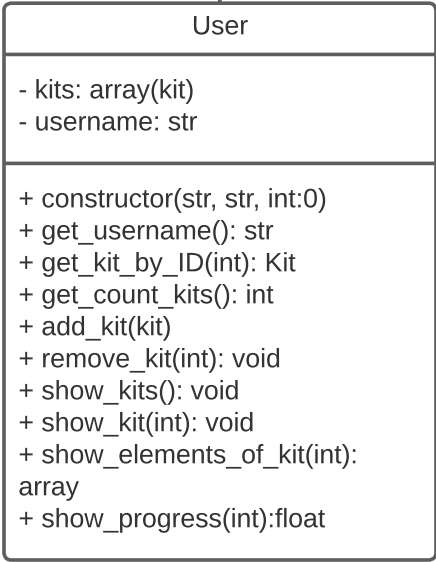 User
- kits: array(kit)
- username: str
+ constructor(str, str, int:0)
+ get_username(): str
+ get_kit_by_ID(int): Kit
+ get_count_kits(): int
+ add_kit(kit)
+ remove_kit(int): void
+ show_kits(): void
+ show_kit(int): void
+ show_elements_of_kit(int):
array
+ show_progress(int):float